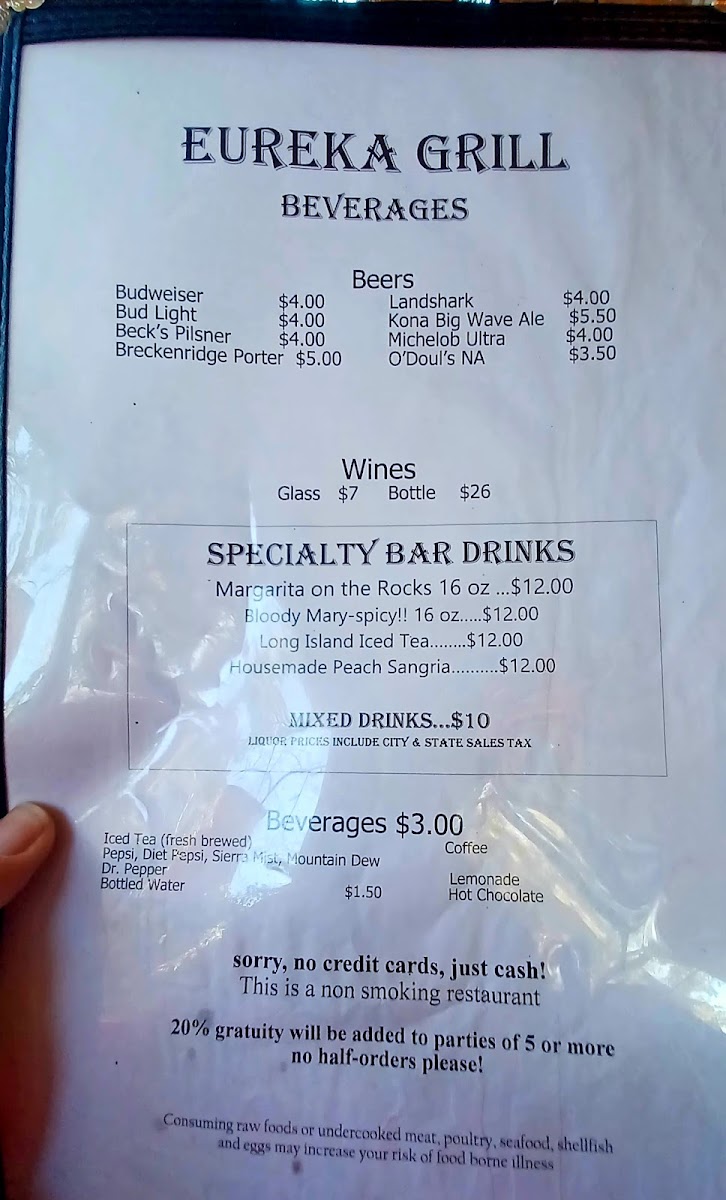 EUREKA GRILL
BEVERAGES
Beers
Budweiser $4.00
Bud Light $4.00
Beck's Pilsner $4.00
Breckenridge Porter $5.00
Landshark $4.00
Kona Big Wave Ale $5.50
Michelob Ultra $4.00
O'Doul's NA $3.50
Wines
Glass $7 Bottle $26
SPECIALTY BAR DRINKS
Margarita on the Rocks 16 oz ...$12.00
Bloody Mary-spicy!! 16 oz.....$12.00
Long Island Iced Tea........$12.00
Housemade Peach Sangria..........$12.00
MIXED DRINKS...$10
LIQUOR PRICES INCLUDE CITY & STATE SALES TAX
Beverages $3.00
Iced Tea (fresh brewed)
Pepsi, Diet Pepsi, Sierra Mist, Mountain Dew
Dr. Pepper
Bottled Water $1.50
Coffee
Lemonade
Hot Chocolate
sorry, no credit cards, just cash!
This is a non smoking restaurant
20% gratuity will be added to parties of 5 or more
no half-orders please!
Consuming raw foods or undercooked meat, poultry, seafood, shellfish
and eggs may increase your risk of food borne illness